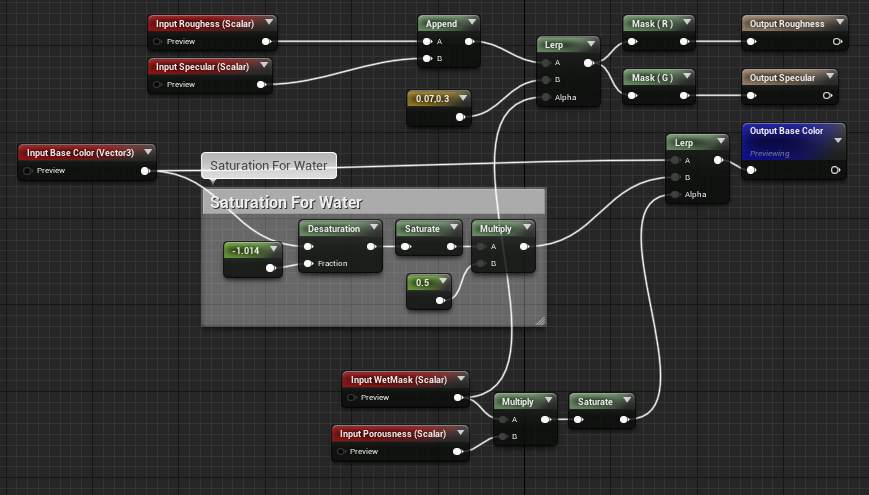 Input Roughess (Scalar)
Preview
Append
A
B
Mask ( R )
Output Roughness
Lerp
A
B
Alpha
Input Specular (Scalar)
Preview
Mask ( G )
Output Specular
0.07,0.3
Output Base Color
Previewing
Lerp
A
B
Alpha
Input Base Color (Vector3)
Preview
Saturation For Water
Saturation For Water
Desaturation
Fraction
Saturate
Multiply
A
B
-1.014
0.5
Input WetMask (Scalar)
Preview
Multiply
A
B
Saturate
Input Porousness (Scalar)
Preview